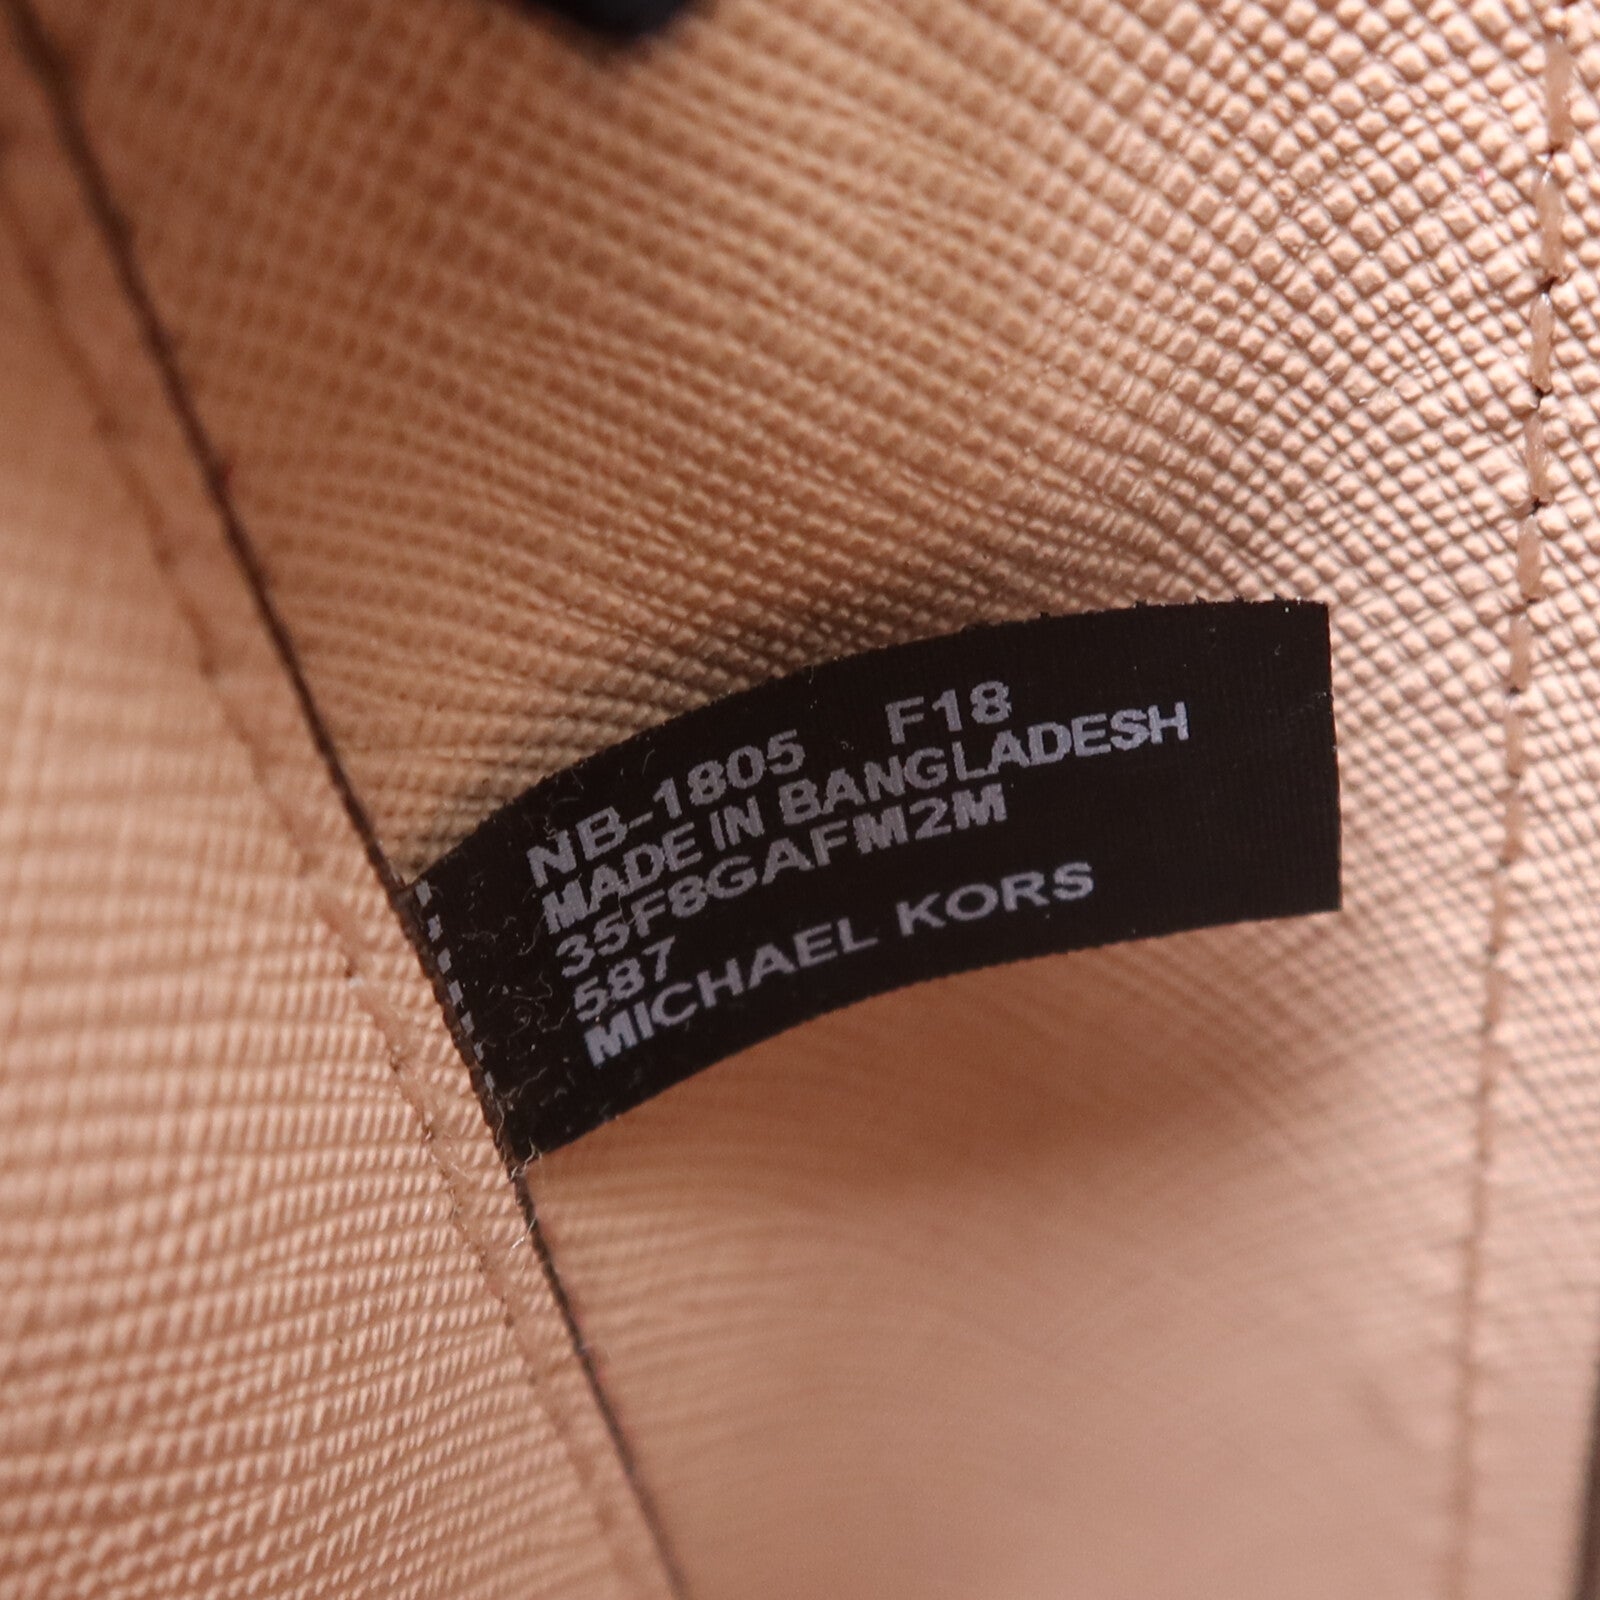 NB-1805 F18
MADE IN BANGLADESH
35F8GAFM2M
587
MICHAEL KORS